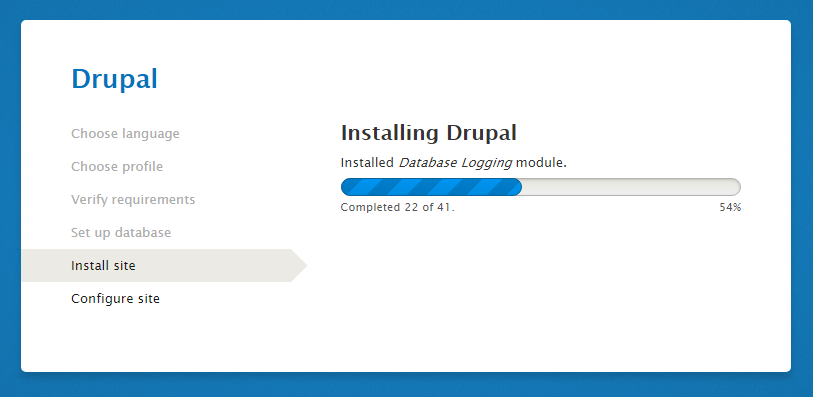 Drupal
Choose language
Choose profile
Verify requirements
Set up database
Install site
Configure site
Installing Drupal
Installed Database Logging module.
Completed 22 of 41.
54%